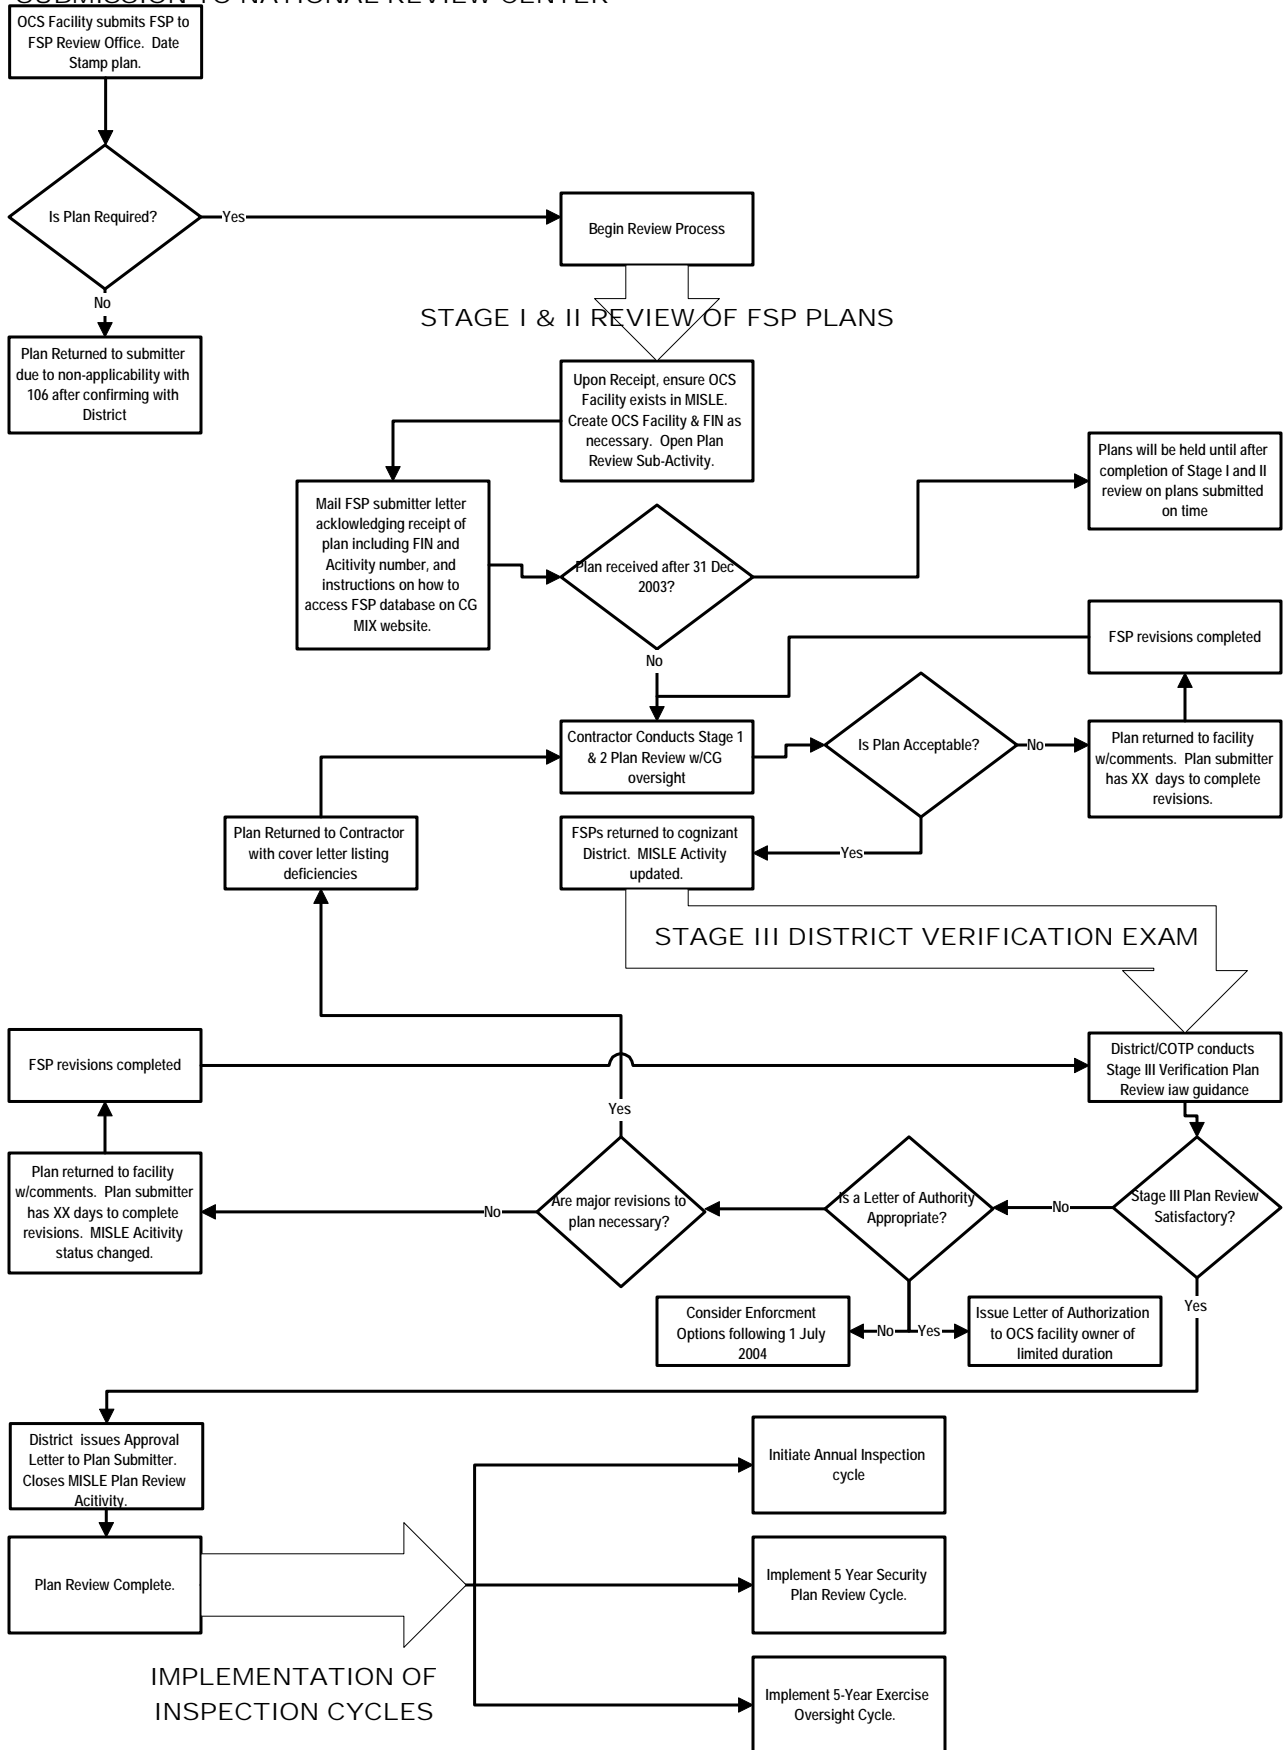 SUBMISSION TO NATIONAL REVIEW CENTER
OCS Facility submits FSP to
FSP Review Office. Date
Stamp plan.
Is Plan Required?
Yes
Begin Review Process
No
STAGE I & II REVIEW OF FSP PLANS
Plan Returned to submitter
due to non-applicability with
106 after confirming with
District
Upon Receipt, ensure OCS
Facility exists in MISLE.
Create OCS Facility & FIN as
necessary. Open Plan
Review Sub-Activity.
Plans will be held until after
completion of Stage I and II
review on plans submitted
on time
Mail FSP submitter letter
acklowledging receipt of
plan including FIN and
Acitivity number, and
instructions on how to
access FSP database on CG
MIX website.
Plan received after 31 Dec
2003?
No
FSP revisions completed
Contractor Conducts Stage 1
& 2 Plan Review w/CG
oversight
Is Plan Acceptable?
No
Plan returned to facility
w/comments. Plan submitter
has XX days to complete
revisions.
Plan Returned to Contractor
with cover letter listing
deficiencies
FSPs returned to cognizant
District. MISLE Activity
updated.
Yes
STAGE III DISTRICT VERIFICATION EXAM
FSP revisions completed
District/COTP conducts
Stage III Verification Plan
Review iaw guidance
Yes
Plan returned to facility
w/comments. Plan submitter
has XX days to complete
revisions. MISLE Acitivity
status changed.
No
Are major revisions to
plan necessary?
Is a Letter of Authority
Appropriate?
No
Stage III Plan Review
Satisfactory?
Consider Enforcment
Options following 1 July
2004
No
Yes
Issue Letter of Authorization
to OCS facility owner of
limited duration
Yes
District issues Approval
Letter to Plan Submitter.
Closes MISLE Plan Review
Acitivity.
Initiate Annual Inspection
cycle
Plan Review Complete.
Implement 5 Year Security
Plan Review Cycle.
IMPLEMENTATION OF
INSPECTION CYCLES
Implement 5-Year Exercise
Oversight Cycle.